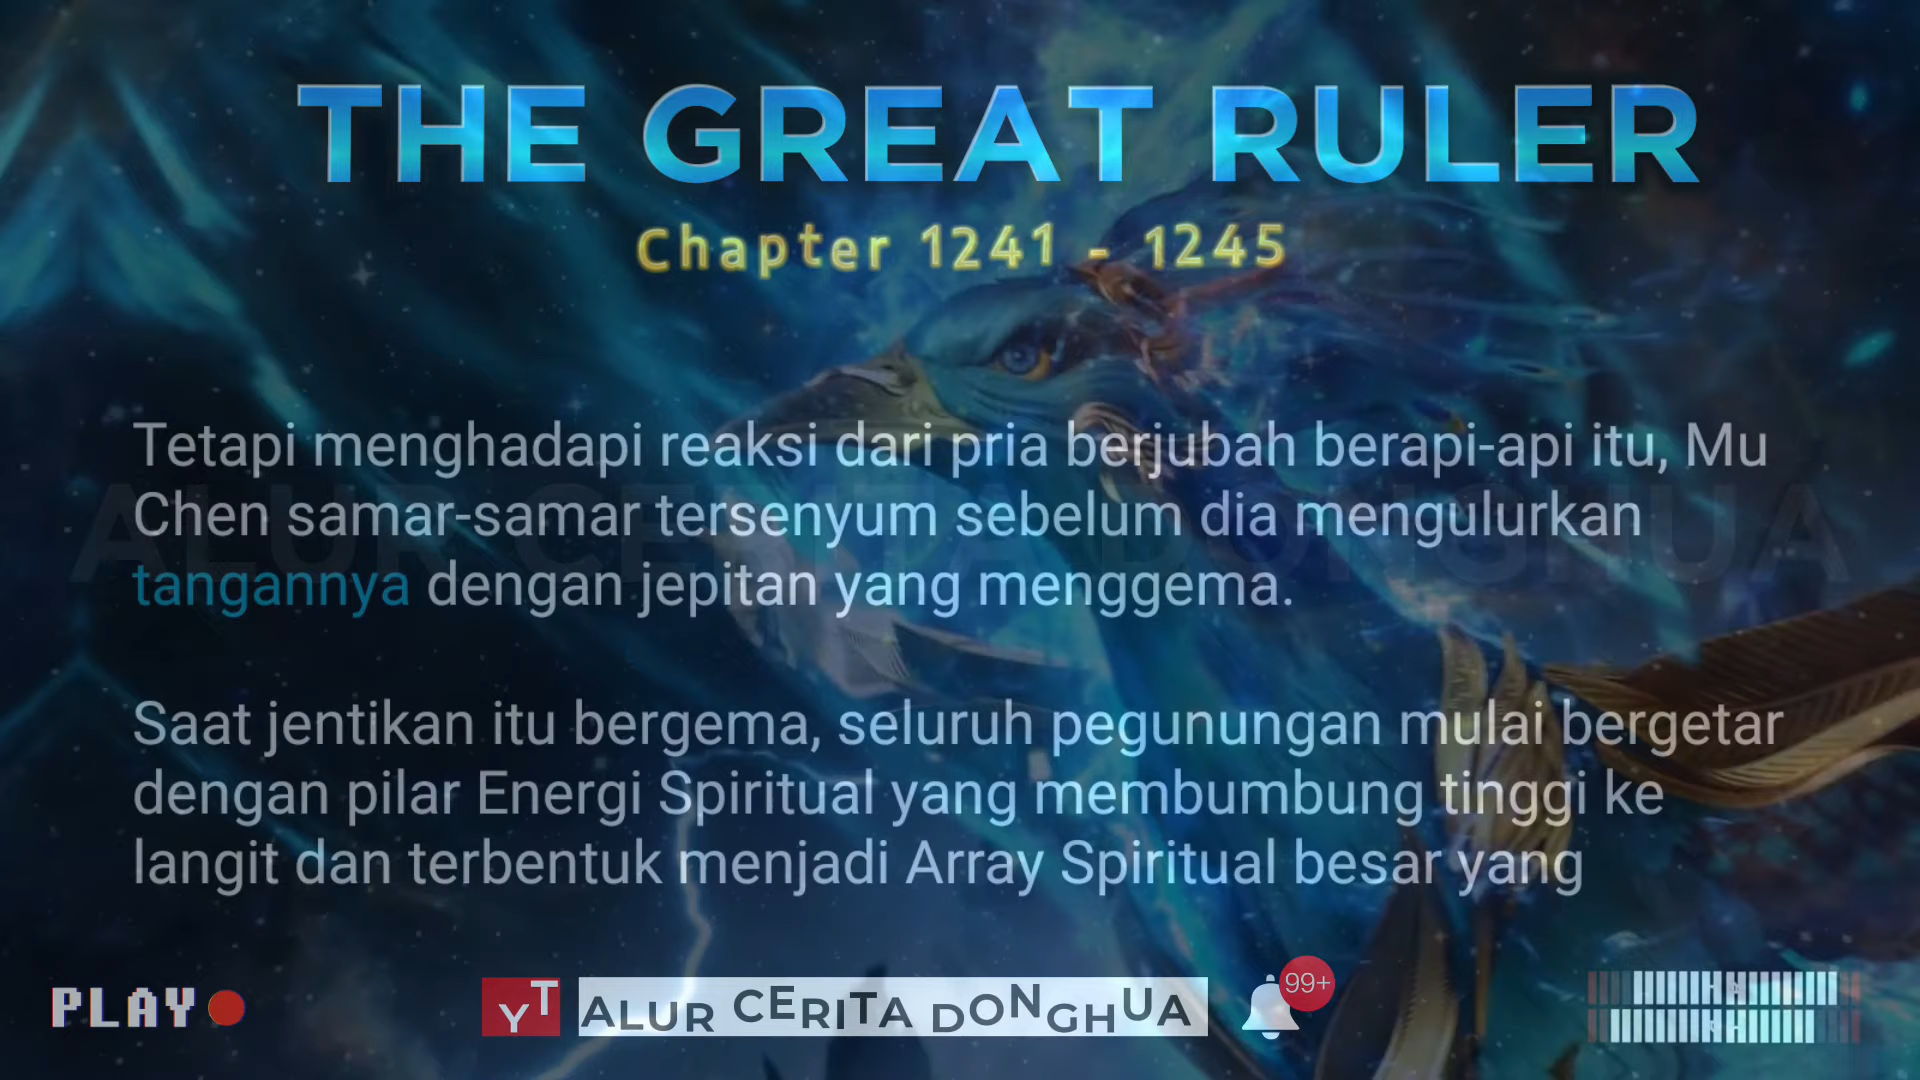 THE GREAT RULER
Chapter 1241 - 1245
ALUR CERITA DONGHUA
Tetapi menghadapi reaksi dari pria berjubah berapi-api itu, Mu
Chen samar-samar tersenyum sebelum dia mengulurkan
tangannya dengan jepitan yang menggema.
Saat jentikan itu bergema, seluruh pegunungan mulai bergetar
dengan pilar Energi Spiritual yang membumbung tinggi ke
langit dan terbentuk menjadi Array Spiritual besar yang
PLAY
YT ALUR CERITA DONGHUA
99+